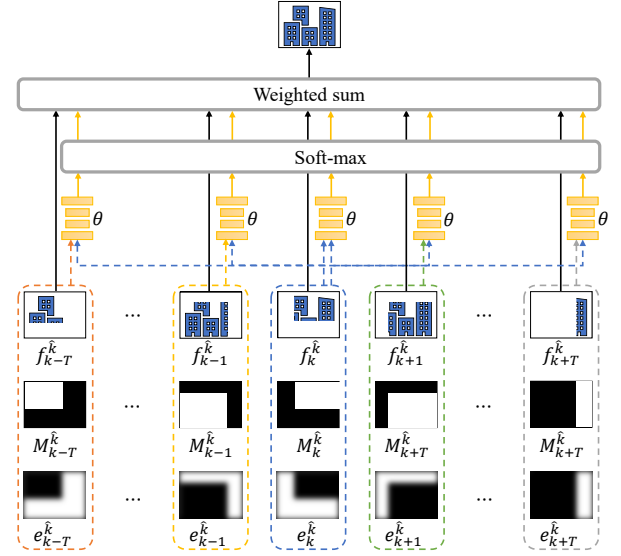 Weighted sum
Soft-max
θ θ θ θ θ
... ...
f_{k-T}^{\hat{k}} f_{k-1}^{\hat{k}} f_{k}^{\hat{k}} f_{k+1}^{\hat{k}} f_{k+T}^{\hat{k}}
... ...
M_{k-T}^{\hat{k}} M_{k-1}^{\hat{k}} M_{k}^{\hat{k}} M_{k+T}^{\hat{k}} M_{k+T}^{\hat{k}}
... ...
e_{k-T}^{\hat{k}} e_{k-1}^{\hat{k}} e_{k}^{\hat{k}} e_{k+1}^{\hat{k}} e_{k+T}^{\hat{k}}